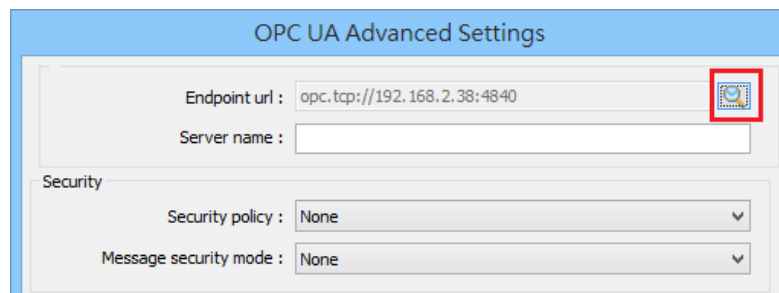 OPC UA Advanced Settings
Endpoint url : opc.tcp://192.168.2.38:4840
Server name :
Security
Security policy : None
Message security mode : None